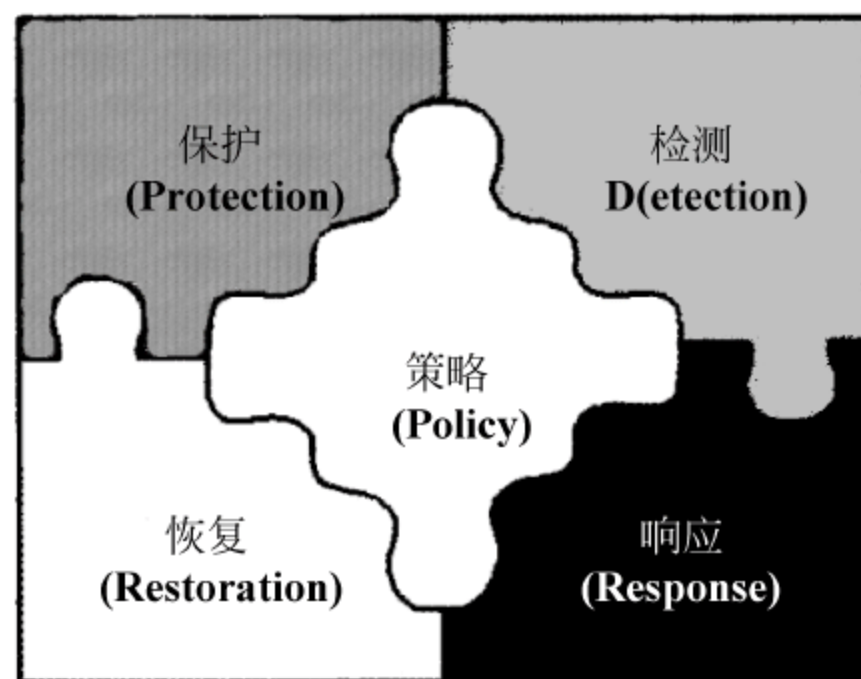 保护
(Protection)
检测
D(etection)
策略
(Policy)
恢复
(Restoration)
响应
(Response)